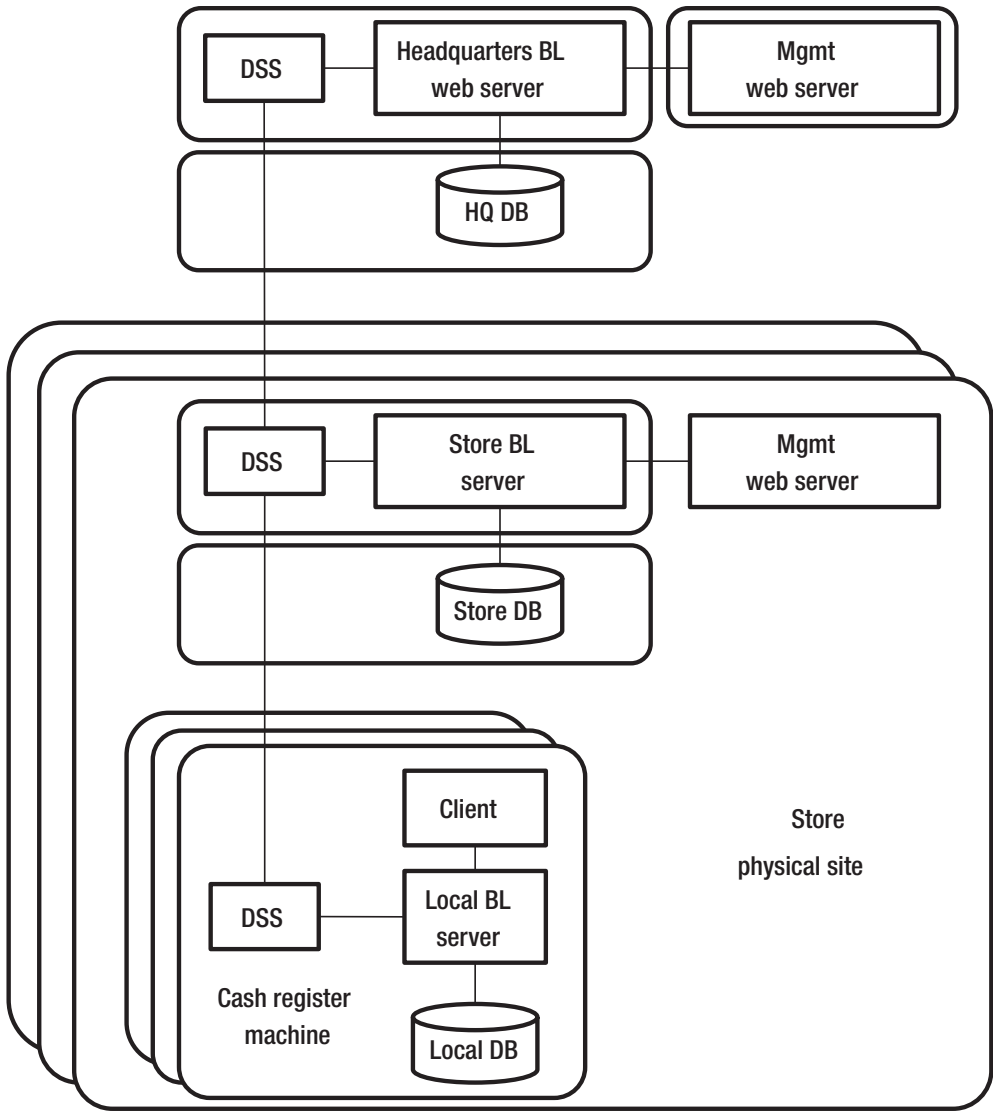 DSS
Headquarters BL
web server
Mgmt
web server
HQ DB
DSS
Store BL
server
Mgmt
web server
Store DB
Client
Store
physical site
DSS
Local BL
server
Cash register
machine
Local DB